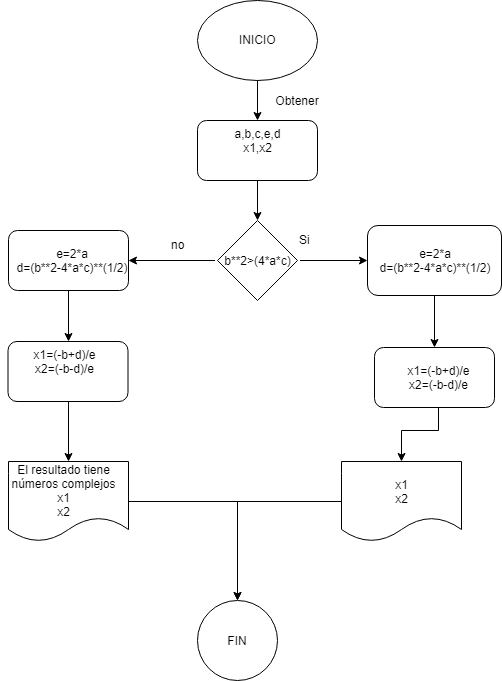 INICIO
Obtener
a,b,c,e,d
x1,x2
no
Si
b**2>(4*a*c)
e=2*a
d=(b**2-4*a*c)**(1/2)
e=2*a
d=(b**2-4*a*c)**(1/2)
x1=(-b+d)/e
x2=(-b-d)/e
x1=(-b+d)/e
x2=(-b-d)/e
El resultado tiene
números complejos
x1
x2
x1
x2
FIN